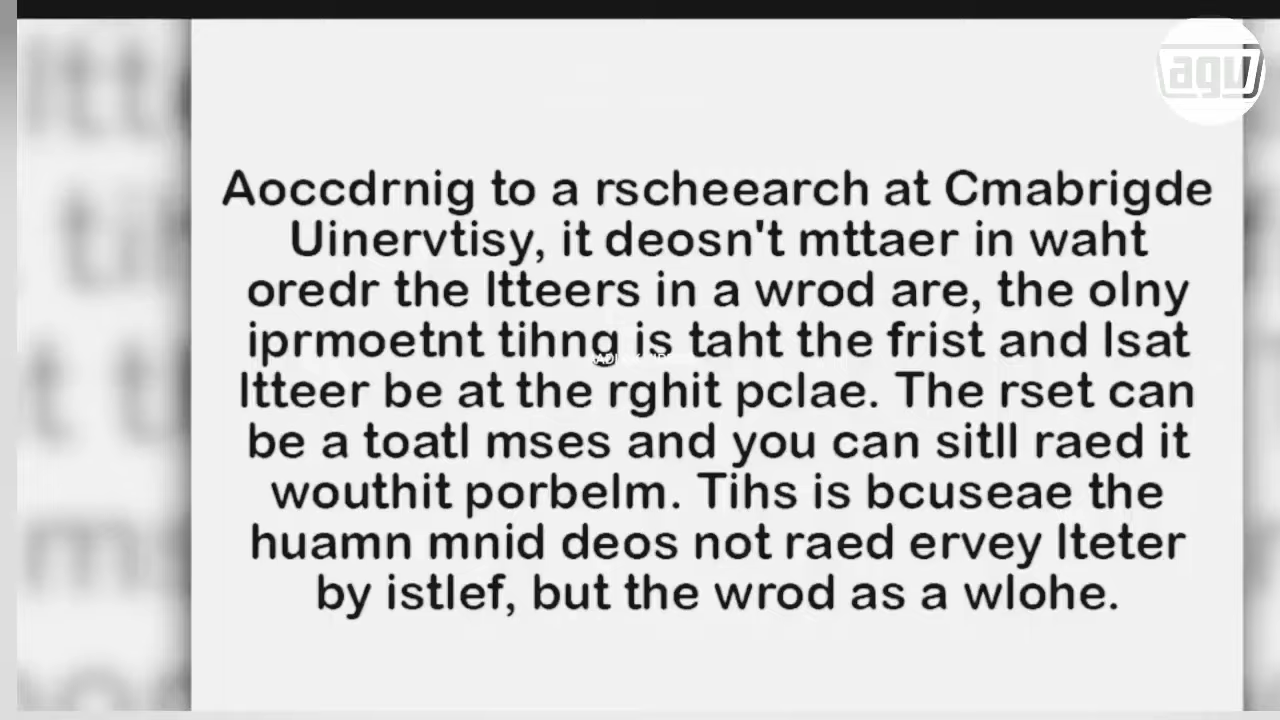 agv
Aoccdrnig to a rscheearch at Cmabrigde
Uinervtisy, it deosn't mttaer in waht
oredr the ltteers in a wrod are, the olny
iprmoetnt tihng is taht the frist and lsat
ltteer be at the rghit pclae. The rset can
be a toatl mses and you can sitll raed it
wouthit porbelm. Tihs is bcuseae the
huamn mnid deos not raed ervey lteter
by istlef, but the wrod as a wlohe.